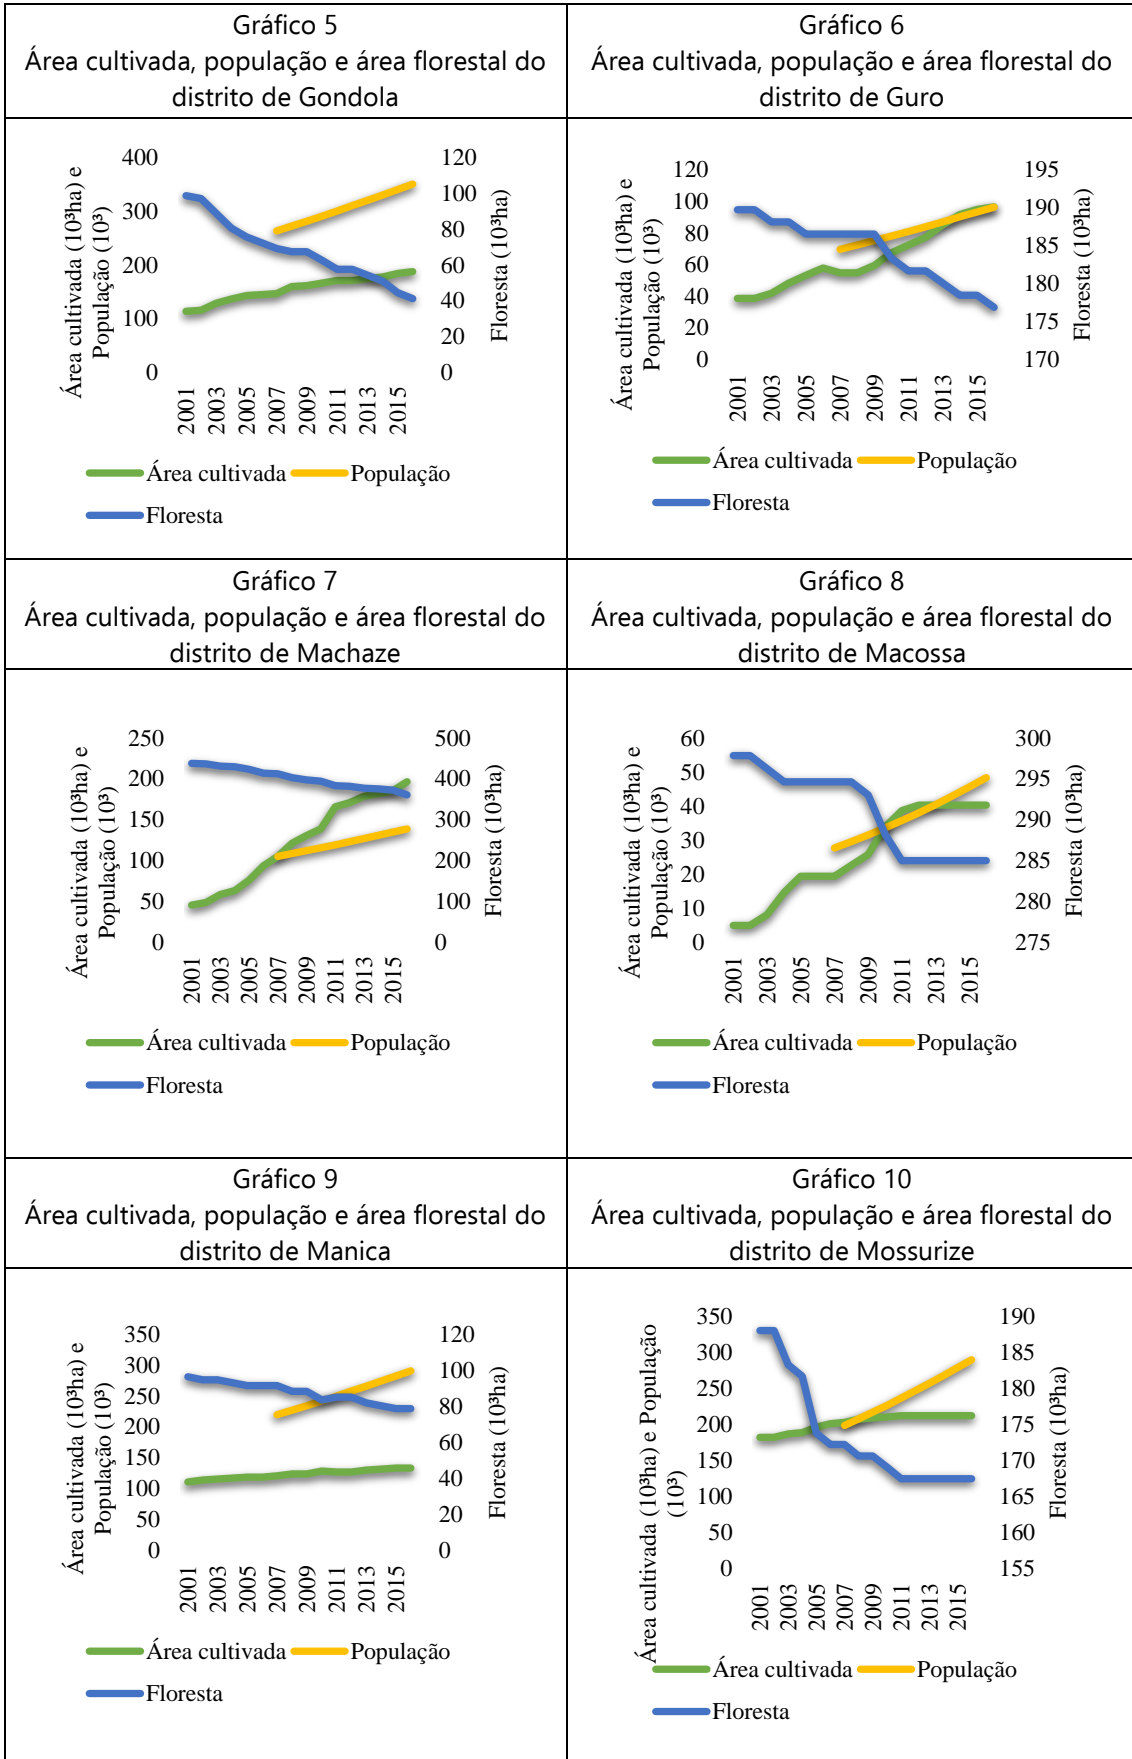 Gráfico 5
Área cultivada, população e área florestal do
distrito de Gondola
Área cultivada (10³ha) e
População (10³)
400
300
200
100
0
120
100
80
60
40
20
0
Floresta (10³ha)
2001
2003
2005
2007
2009
2011
2013
2015
Área cultivada
População
Floresta
Gráfico 6
Área cultivada, população e área florestal do
distrito de Guro
Área cultivada (10³ha) e
População (10³)
120
100
80
60
40
20
0
195
190
185
180
175
170
Floresta (10³ha)
2001
2003
2005
2007
2009
2011
2013
2015
Área cultivada
População
Floresta
Gráfico 7
Área cultivada, população e área florestal do
distrito de Machaze
Área cultivada (10³ha) e
População (10³)
250
200
150
100
50
0
500
400
300
200
100
0
Floresta (10³ha)
2001
2003
2005
2007
2009
2011
2013
2015
Área cultivada
População
Floresta
Gráfico 8
Área cultivada, população e área florestal do
distrito de Macossa
Área cultivada (10³ha) e
População (10³)
60
50
40
30
20
10
0
300
295
290
285
280
275
Floresta (10³ha)
2001
2003
2005
2007
2009
2011
2013
2015
Área cultivada
População
Floresta
Gráfico 9
Área cultivada, população e área florestal do
distrito de Manica
Área cultivada (10³ha) e
População (10³)
350
300
250
200
150
100
50
0
120
100
80
60
40
20
0
Floresta (10³ha)
2001
2003
2005
2007
2009
2011
2013
2015
Área cultivada
População
Floresta
Gráfico 10
Área cultivada, população e área florestal do
distrito de Mossurize
Área cultivada (10³ha) e População
(10³)
350
300
250
200
150
100
50
0
190
185
180
175
170
165
160
155
Floresta (10³ha)
2001
2003
2005
2007
2009
2011
2013
2015
Área cultivada
População
Floresta